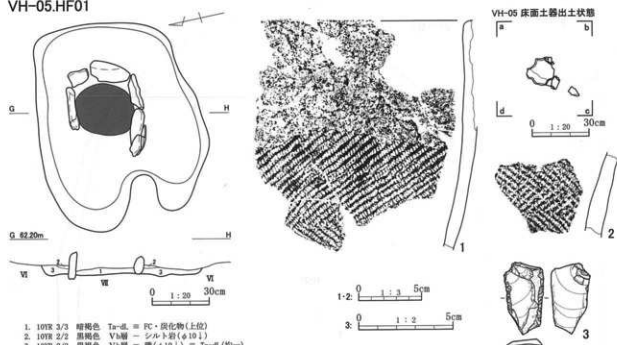 VH-05.HF01
G
H
G 62.20m
H
VI
3
2
1
2
3
VI
VII
0
1:20
30cm
1. 10YR 3/3 暗褐色 Ta-dL ≡ FC・炭化物(上位)
2. 10YR 2/2 黒褐色 Vb層 － シルト岩(φ10↓)
1
1・2:
0
1:3
5cm
3:
0
1:2
5cm
VH-05 床面土器出土状態
a
b
d
c
0
1:20
30cm
2
3